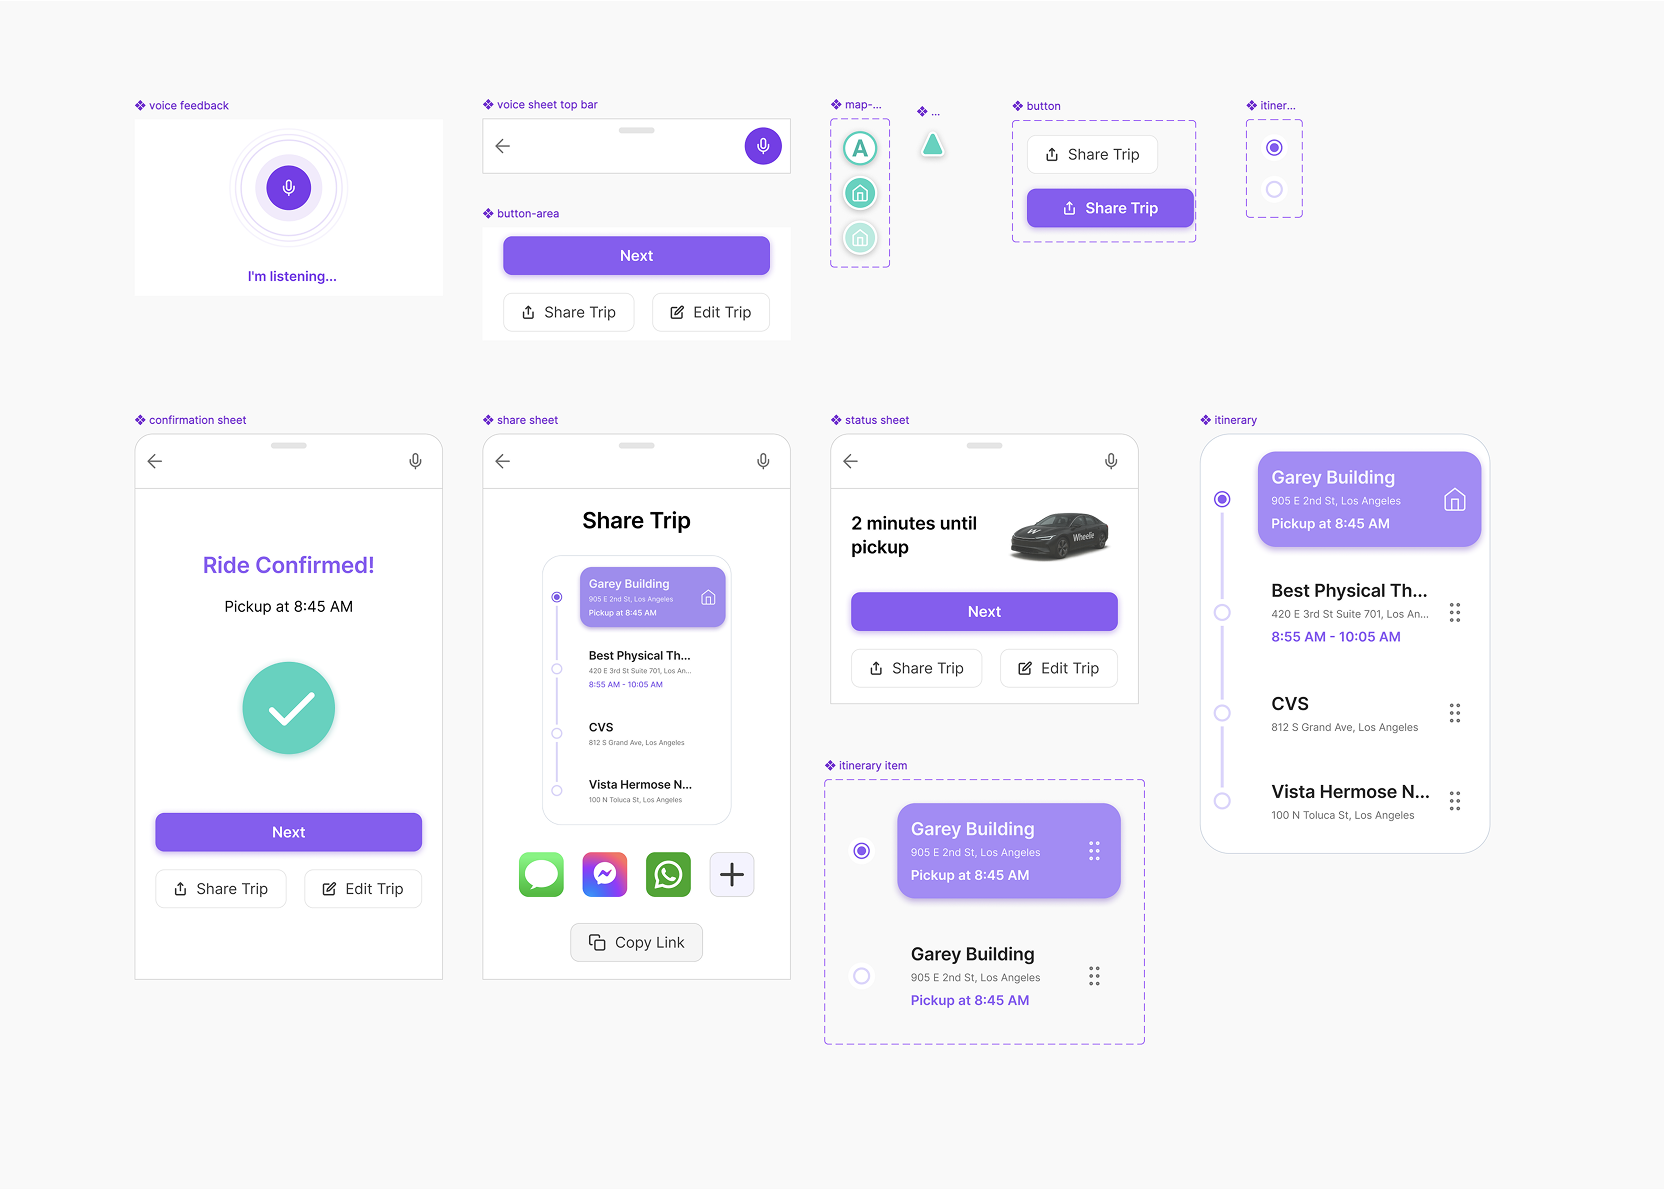 voice feedback
I'm listening...
voice sheet top bar
button-area
Next
Share Trip
Edit Trip
map-...
A
...
button
Share Trip
Share Trip
itiner...
confirmation sheet
Ride Confirmed!
Pickup at 8:45 AM
Next
Share Trip
Edit Trip
share sheet
Share Trip
Garey Building
905 E 2nd St, Los Angeles
Pickup at 8:45 AM
Best Physical Th...
420 E 3rd St Suite 701, Los An...
8:55 AM - 10:05 AM
CVS
812 S Grand Ave, Los Angeles
Vista Hermose N...
100 N Toluca St, Los Angeles
Copy Link
status sheet
2 minutes until
pickup
W
Wheelie
Next
Share Trip
Edit Trip
itinerary item
Garey Building
905 E 2nd St, Los Angeles
Pickup at 8:45 AM
Garey Building
905 E 2nd St, Los Angeles
Pickup at 8:45 AM
itinerary
Garey Building
905 E 2nd St, Los Angeles
Pickup at 8:45 AM
Best Physical Th...
420 E 3rd St Suite 701, Los An...
8:55 AM - 10:05 AM
CVS
812 S Grand Ave, Los Angeles
Vista Hermose N...
100 N Toluca St, Los Angeles